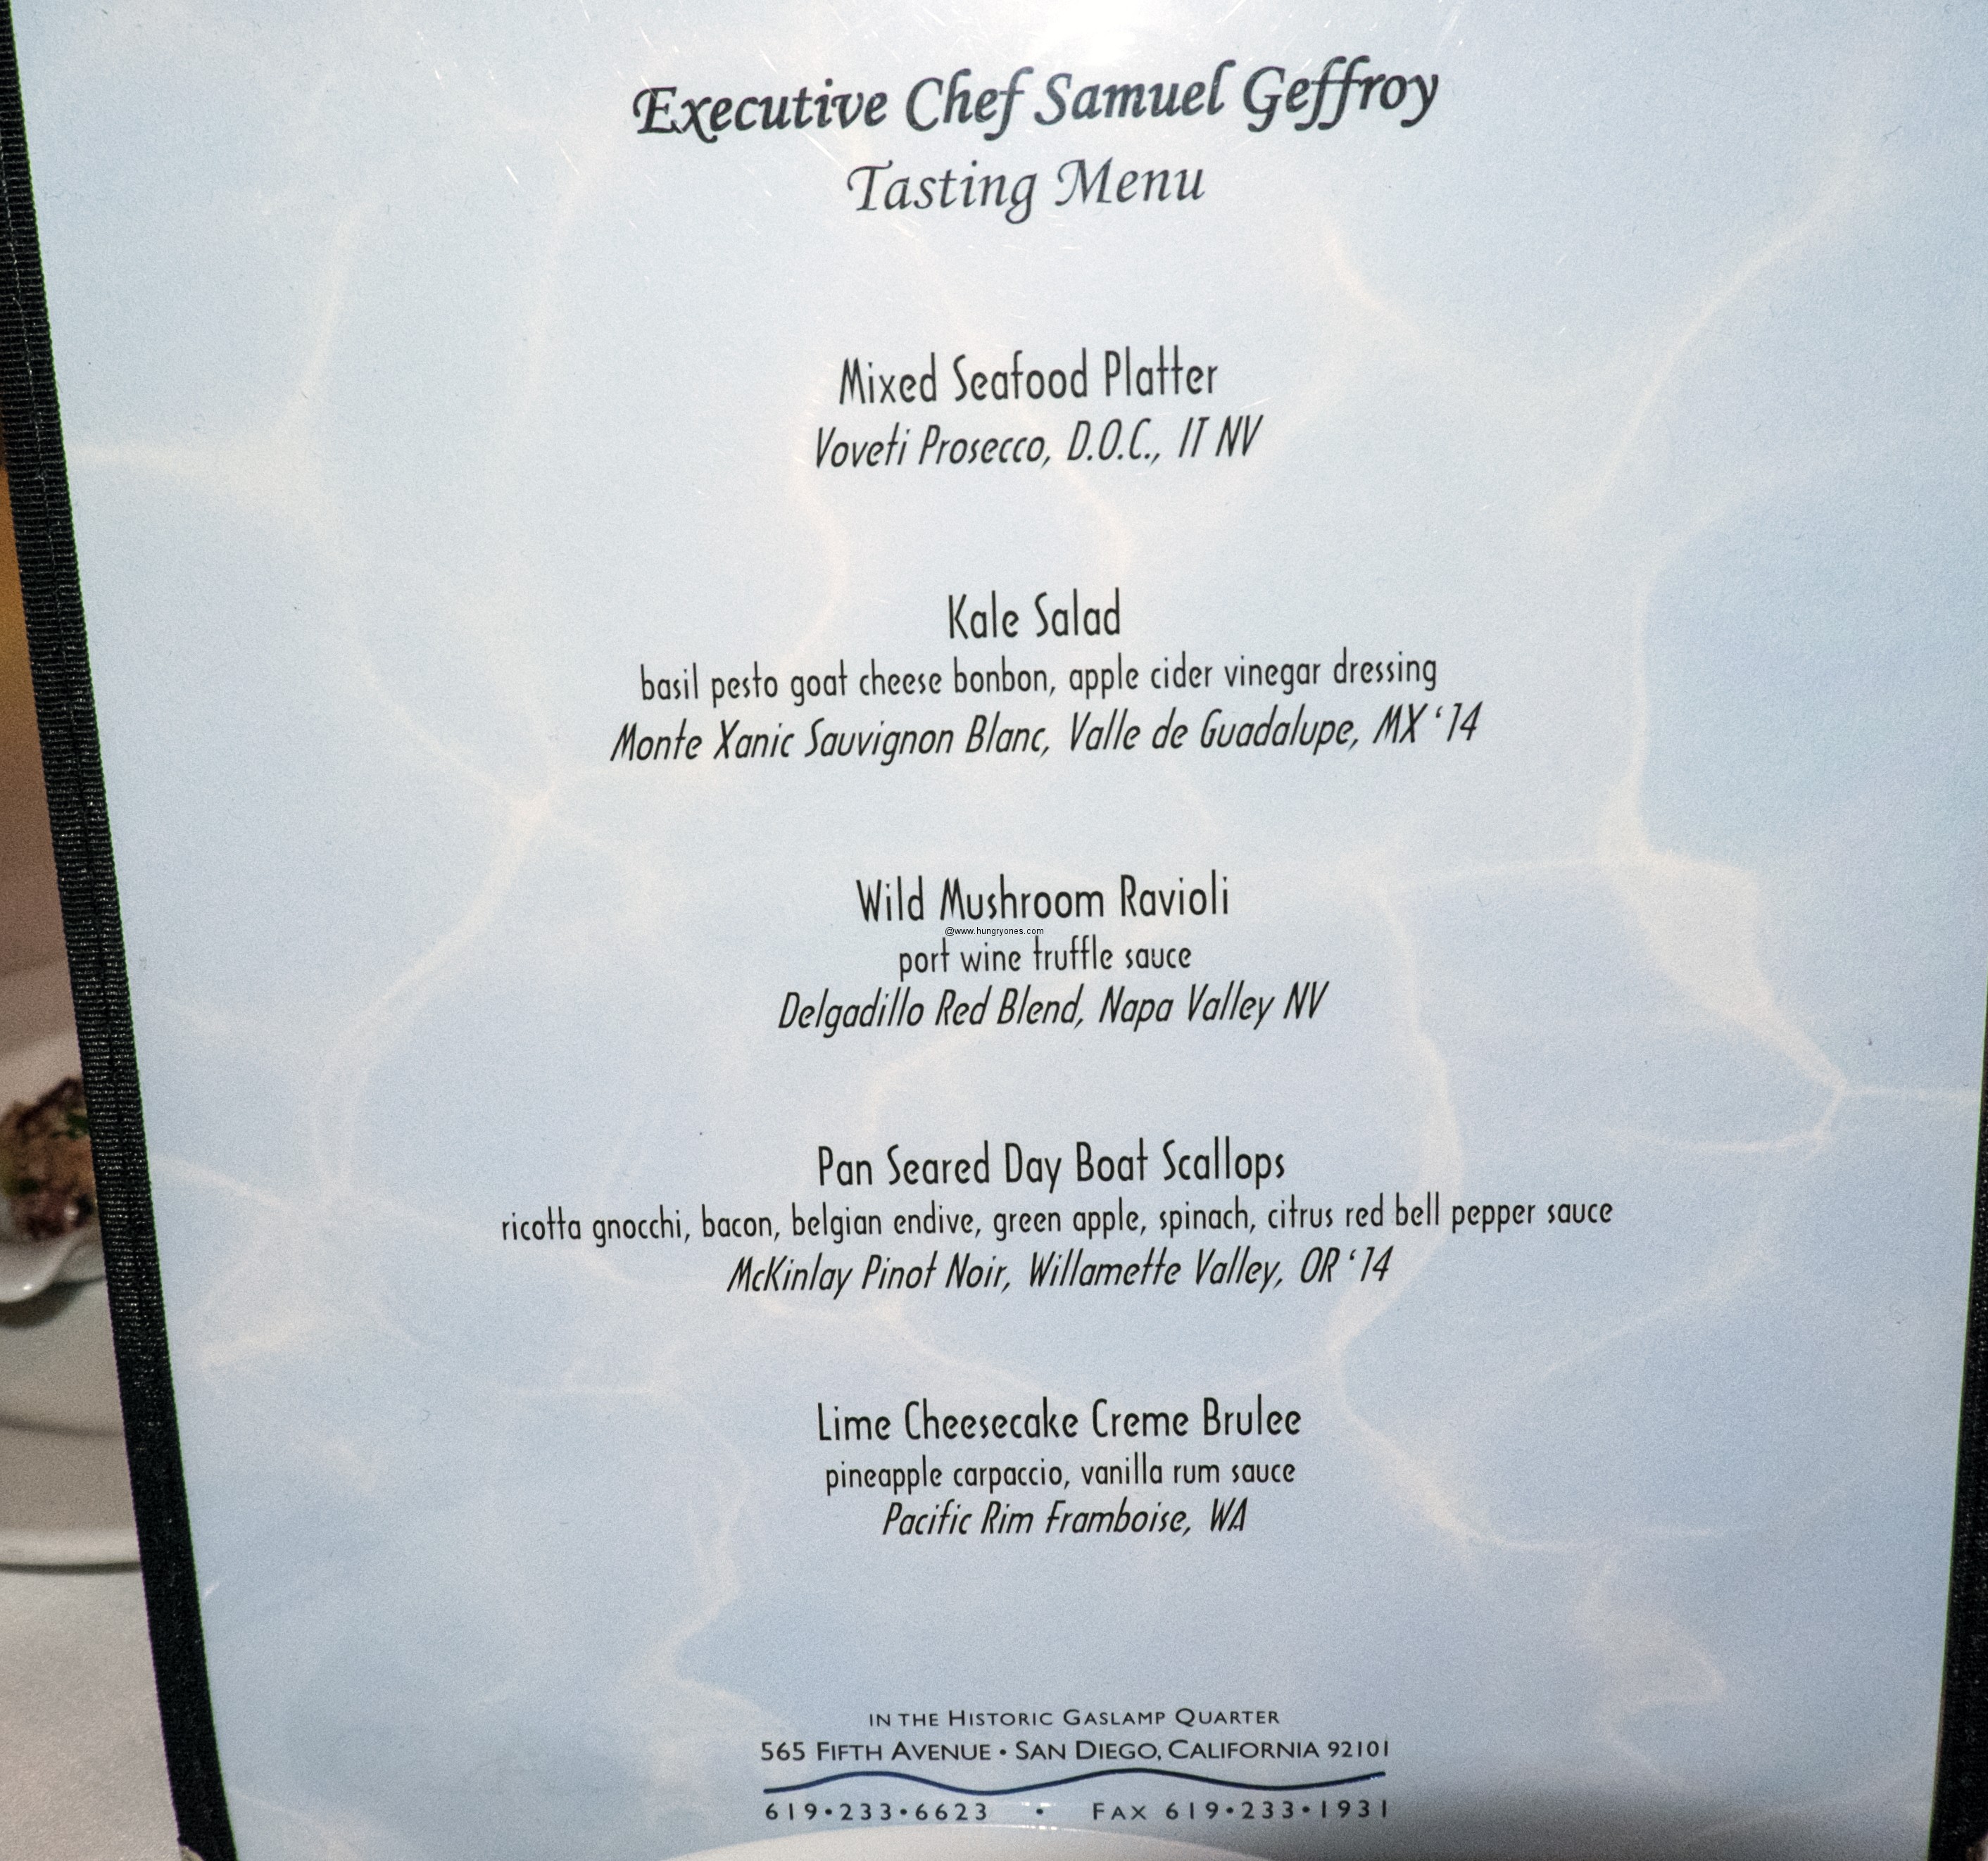 Executive Chef Samuel Geffroy
Tasting Menu
Mixed Seafood Platter
Voveti Prosecco, D.O.C., IT NV
Kale Salad
basil pesto goat cheese bonbon, apple cider vinegar dressing
Monte Xanic Sauvignon Blanc, Valle de Guadalupe, MX ‘14
Wild Mushroom Ravioli
@www.hungryones.com
port wine truffle sauce
Delgadillo Red Blend, Napa Valley NV
Pan Seared Day Boat Scallops
ricotta gnocchi, bacon, belgian endive, green apple, spinach, citrus red bell pepper sauce
McKinlay Pinot Noir, Willamette Valley, OR ‘14
Lime Cheesecake Creme Brulee
pineapple carpaccio, vanilla rum sauce
Pacific Rim Framboise, WA
IN THE HISTORIC GASLAMP QUARTER
565 FIFTH AVENUE • SAN DIEGO, CALIFORNIA 92101
619•233•6623 • FAX 619•233•1931